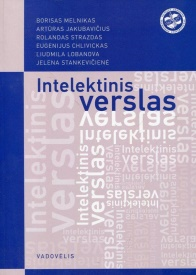 BORISAS MELNIKAS
ARTŪRAS JAKUBAVIČIUS
ROLANDAS STRAZDAS
EUGENIJUS CHLIVICKAS
LIUDMILA LOBANOVA
JELENA STANKEVIČIENĖ
Intelektinis
verslas
VADOVĖLIS